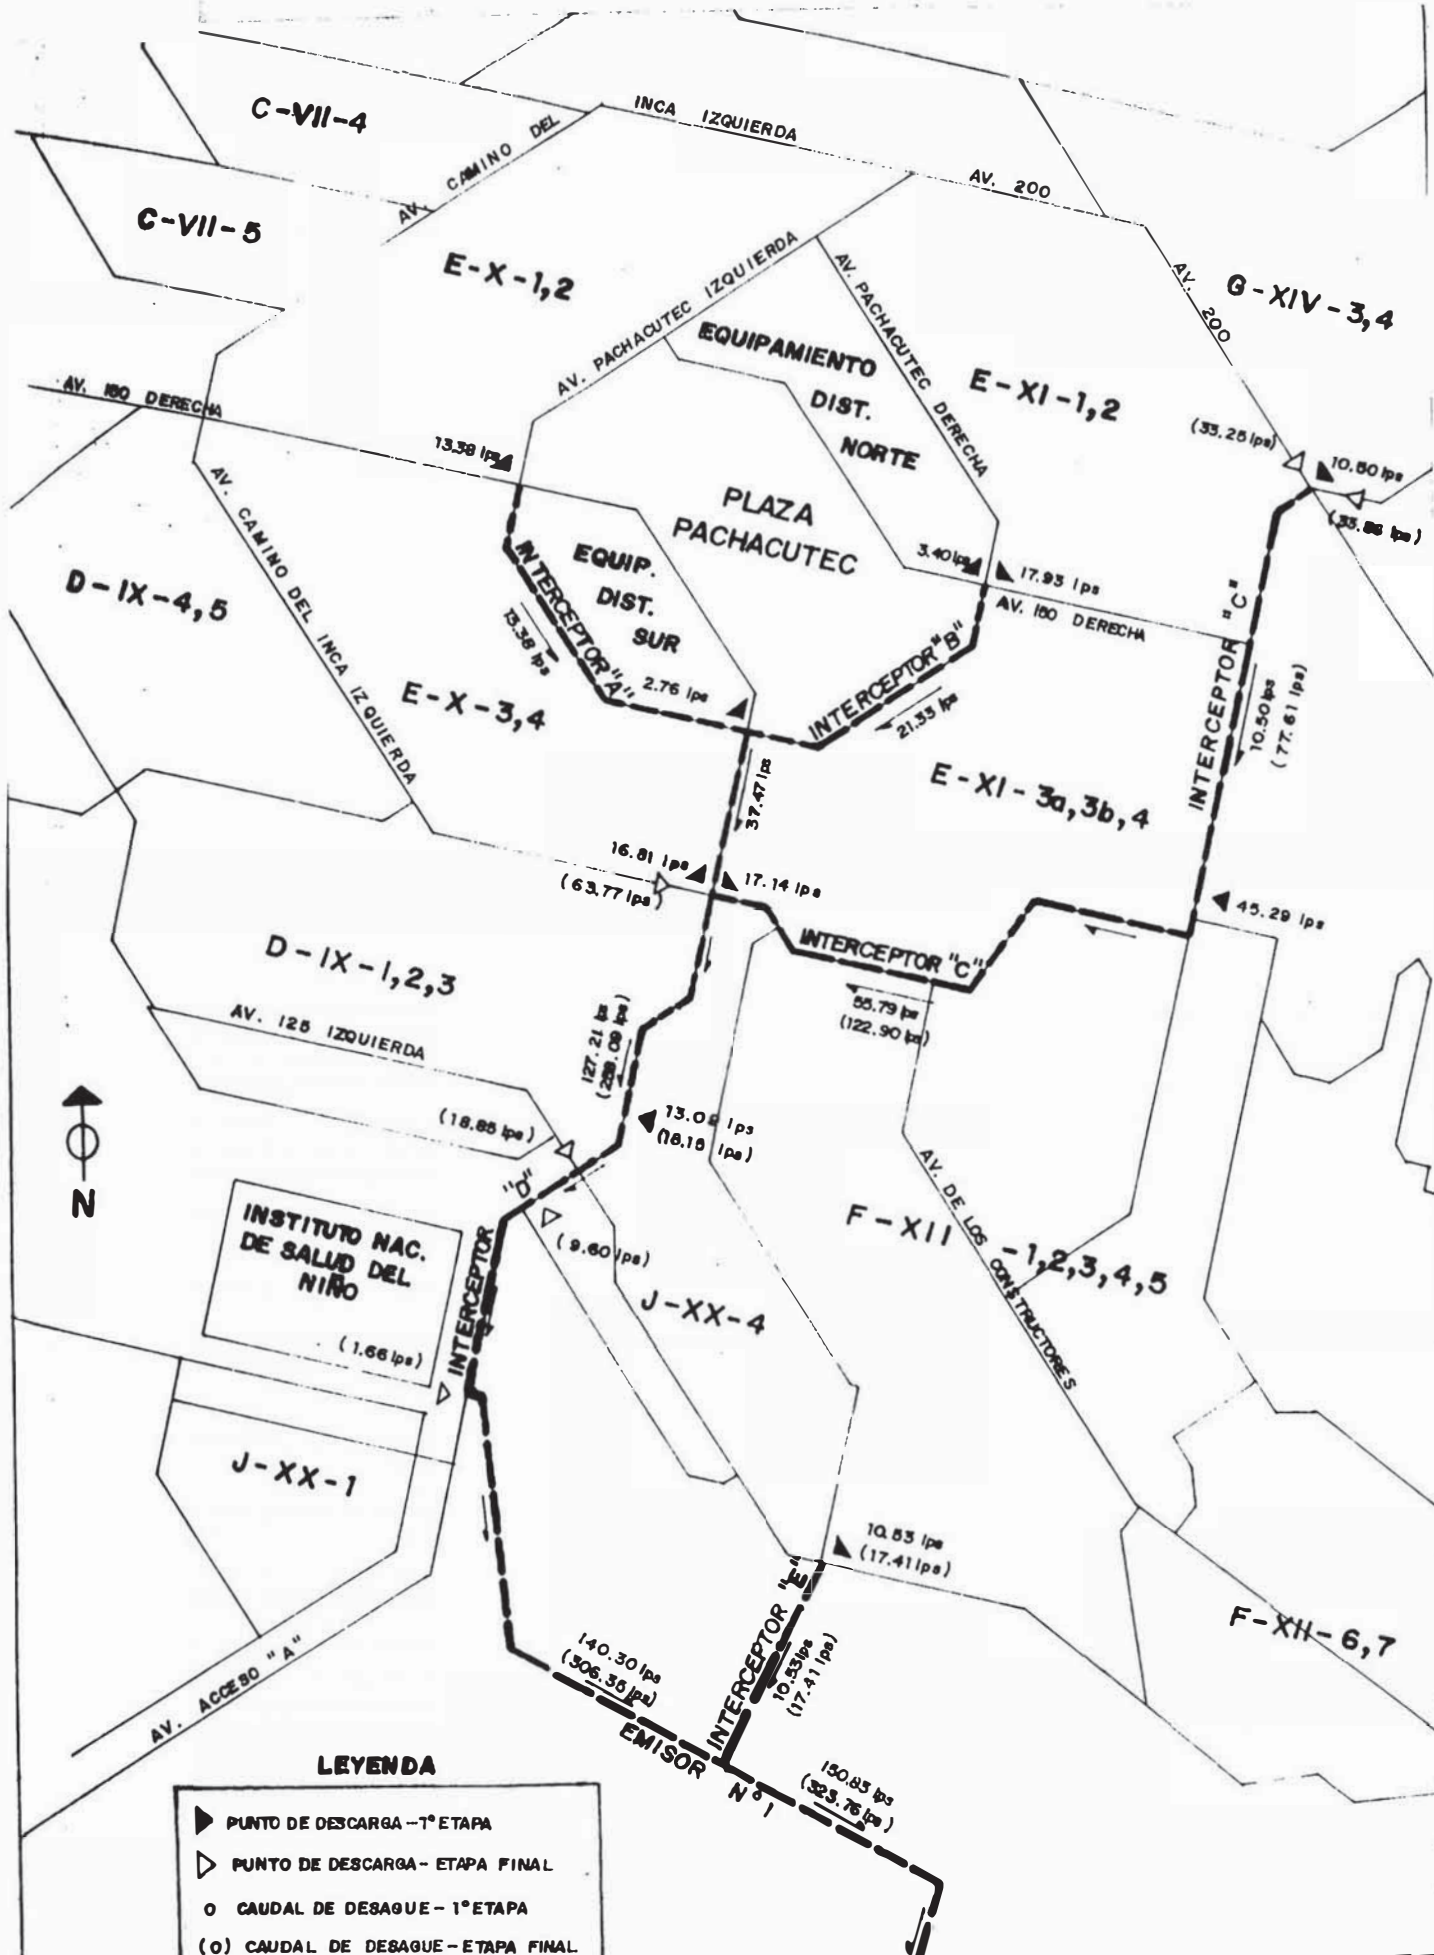 C-VII-4
AV. CAMINO DEL
INCA IZQUIERDA
AV. 200
C-VII-5
E-X-1,2
AV. PACHACUTEC IZQUIERDA
AV. PACHACUTEC DERECHA
AV. 200
G-XIV-3,4
EQUIPAMIENTO
DIST.
NORTE
E-XI-1,2
AV. 160 DERECHA
13.38 lps
(33.25 lps)
10.50 lps
PLAZA
PACHACUTEC
AV. CAMINO DEL INCA IZQUIERDA
D-IX-4,5
EQUIP.
DIST.
SUR
INTERCEPTOR "A"
13.38 lps
3.40 lps
17.93 lps
AV. 160 DERECHA
INTERCEPTOR "B"
21.33 lps
INTERCEPTOR "C"
10.50 lps
(77.61 lps)
E-X-3,4
2.76 lps
37.47 lps
E-XI-3a,3b,4
16.81 lps
(63.77 lps)
17.14 lps
45.29 lps
INTERCEPTOR "C"
55.79 lps
(122.90 lps)
D-IX-1,2,3
AV. 125 IZQUIERDA
127.21 lps
(258.09 lps)
(18.85 lps)
lps
(18.15 lps)
N
"D"
INTERCEPTOR
INSTITUTO NAC.
DE SALUD DEL
NIÑO
(1.66 lps)
(9.60 lps)
J-XX-4
AV. DE LOS CONSTRUCTORES
F-XII -1,2,3,4,5
J-XX-1
10.53 lps
(17.41 lps)
INTERCEPTOR "E"
10.53 lps
(17.41 lps)
F-XII-6,7
AV. ACCESO "A"
140.30 lps
(306.35 lps)
EMISOR N° 1
150.83 lps
(323.76 lps)
LEYENDA
PUNTO DE DESCARGA-1° ETAPA
PUNTO DE DESCARGA-ETAPA FINAL
o CAUDAL DE DESAGUE-1° ETAPA
(o) CAUDAL DE DESAGUE-ETAPA FINAL